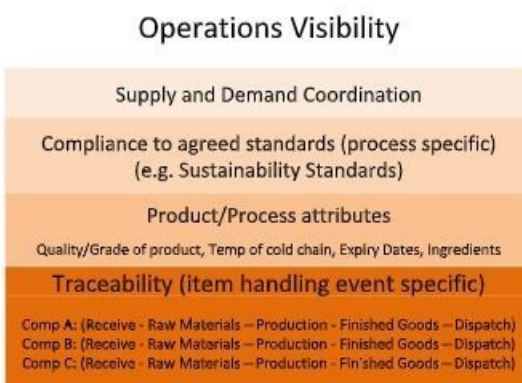 Operations Visibility
Supply and Demand Coordination
Compliance to agreed standards (process specific)
(e.g. Sustainability Standards)
Product/Process attributes
Quality/Grade of product, Temp of cold chain, Expiry Dates, Ingredients
Traceability (item handling event specific)
Comp A: (Receive - Raw Materials – Production - Finished Goods – Dispatch)
Comp B: (Receive - Raw Materials – Production - Finished Goods – Dispatch)
Comp C: (Receive - Raw Materials – Production - Finished Goods – Dispatch)